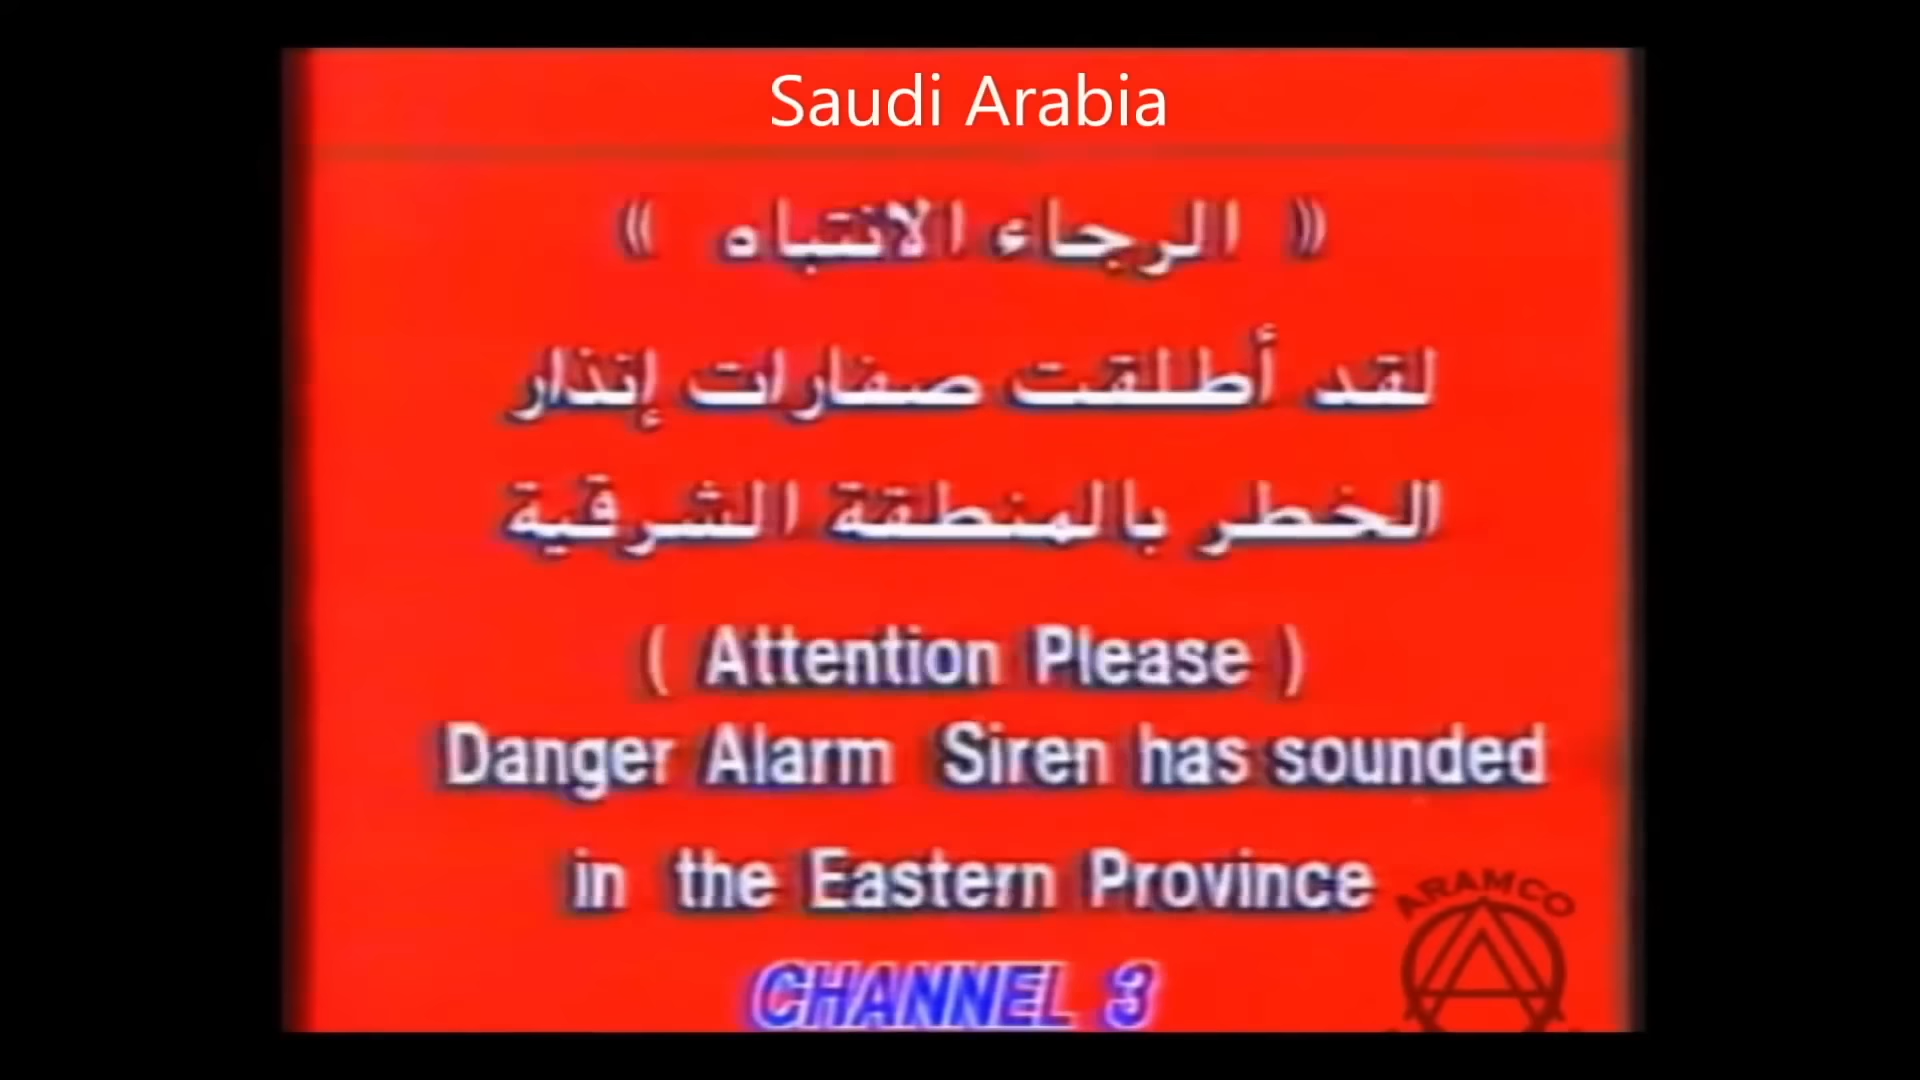 Saudi Arabia
« الرجاء الانتباه »
لقد أطلقت صفارات إنذار
الخطر بالمنطقة الشرقية
( Attention Please )
Danger Alarm Siren has sounded
in the Eastern Province
ARAMCO
CHANNEL 3